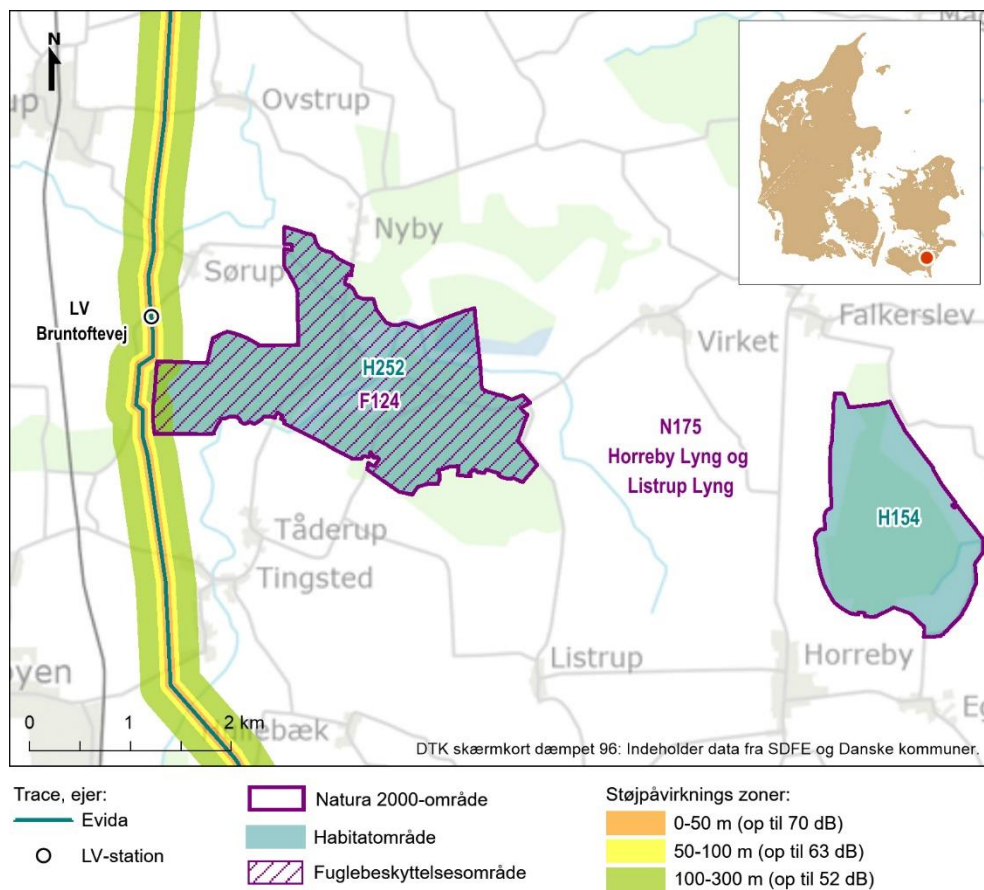 N
Ovstrup
Nyby
Sørup
LV
Bruntoftevej
Virket
Falkerslev
H252
F124
N175
Horreby Lyng og
Listrup Lyng
H154
Tåderup
Tingsted
Listrup
Horreby
0 1 2 km
DTK skærmkort dæmpet 96: Indeholder data fra SDFE og Danske kommuner.
Trace, ejer:
Evida
LV-station
Natura 2000-område
Habitatområde
Fuglebeskyttelsesområde
Støjpåvirknings zoner:
0-50 m (op til 70 dB)
50-100 m (op til 63 dB)
100-300 m (op til 52 dB)